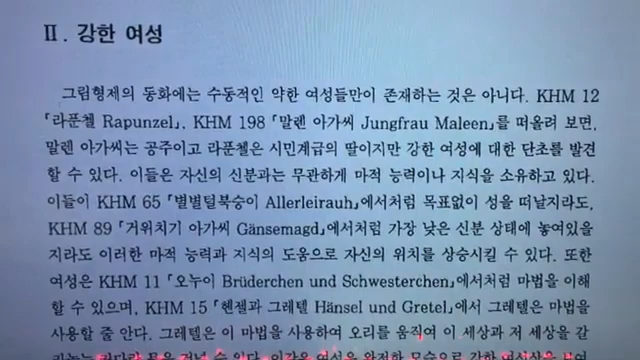 Ⅱ. 강한 여성
그림형제의 동화에는 수동적인 약한 여성들만이 존재하는 것은 아니다. KHM 12
「라푼첼 Rapunzel」, KHM 198 「말렌 아가씨 Jungfrau Maleen」를 떠올려 보면,
말렌 아가씨는 공주이고 라푼첼은 시민계급의 딸이지만 강한 여성에 대한 단초를 발견
할 수 있다. 이들은 자신의 신분과는 무관하게 마적 능력이나 지식을 소유하고 있다.
이들이 KHM 65 「별별털북숭이 Allerleirauh」에서처럼 목표없이 성을 떠날지라도,
KHM 89 「거위치기 아가씨 Gänsemagd」에서처럼 가장 낮은 신분 상태에 놓여있을
지라도 이러한 마적 능력과 지식의 도움으로 자신의 위치를 상승시킬 수 있다. 또한
여성은 KHM 11 「오누이 Brüderchen und Schwesterchen」에서처럼 마법을 이해
할 수 있으며, KHM 15 「헨젤과 그레텔 Hänsel und Gretel」에서 그레텔은 마법을
사용할 줄 안다. 그레텔은 이 마법을 사용하여 오리를 움직여 이 세상과 저 세상을 갈